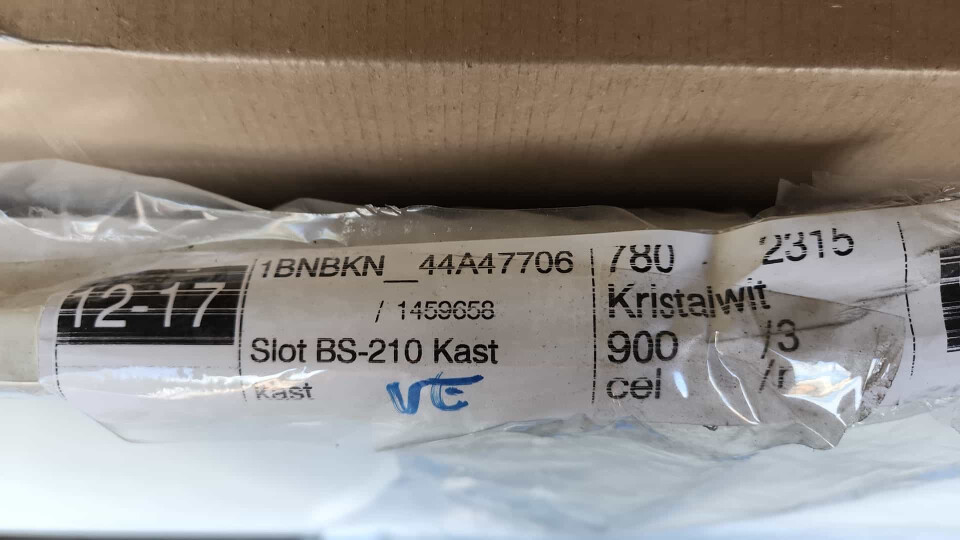 12-17
1BNBKN__44A47706
/ 1459658
Slot BS-210 Kast
Kast
VE
780 2315
Kristalwit
900 /3
cel